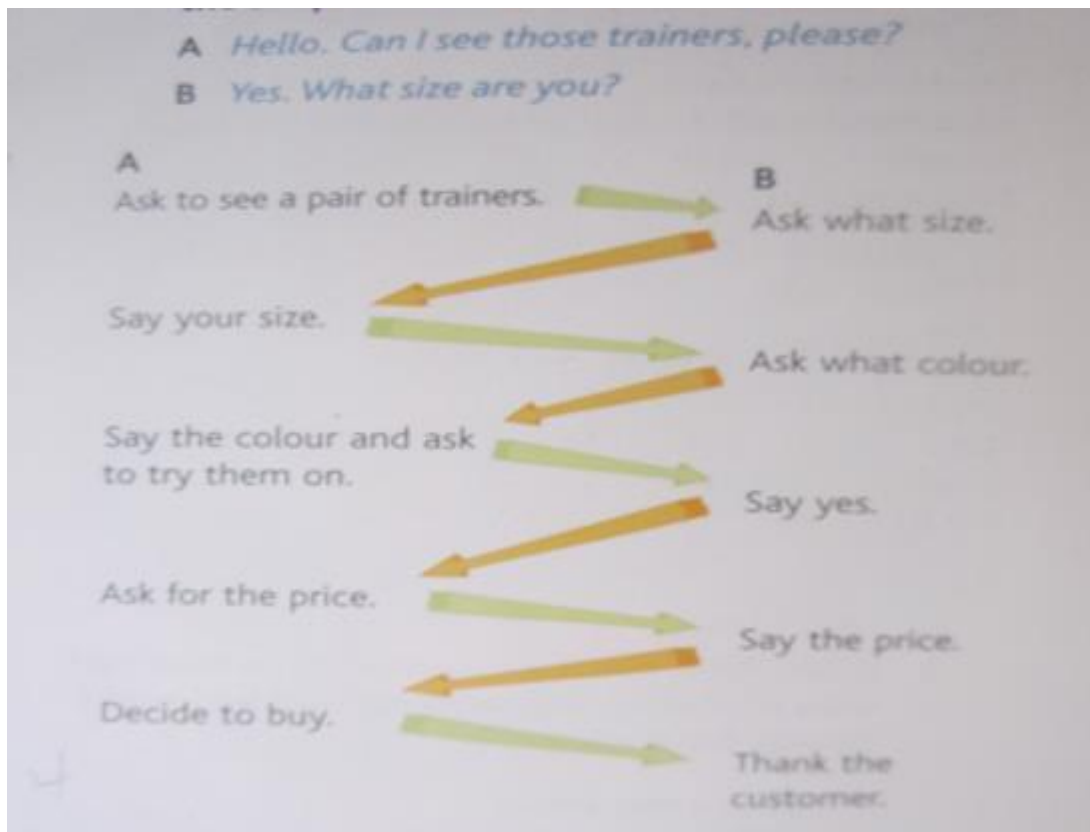 A Hello. Can I see those trainers, please?
B Yes. What size are you?
A
Ask to see a pair of trainers.
B
Ask what size.
Say your size.
Ask what colour.
Say the colour and ask
to try them on.
Say yes.
Ask for the price.
Say the price.
Decide to buy.
Thank the
customer.